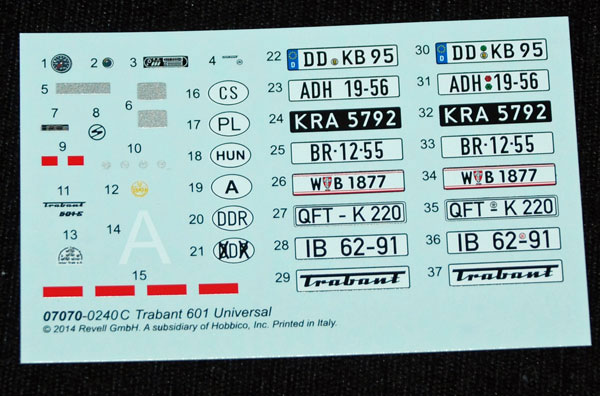 1 2 3 4
5 6
7 8
9 10
11 12
Trabant
601 S
13 14 A
15
16 CS
17 PL
18 HUN
19 A
20 DDR
21 DDR
22 D DD KB 95
23 ADH 19-56
24 KRA 5792
25 BR·12·55
26 W B 1877
27 QFT - K 220
28 IB 62-91
29 Trabant
30 D DD KB 95
31 ADH 19-56
32 KRA 5792
33 BR·12·55
34 W B 1877
35 QFT K 220
36 IB 62-91
37 Trabant
07070-0240 C Trabant 601 Universal
© 2014 Revell GmbH. A subsidiary of Hobbico, Inc. Printed in Italy.